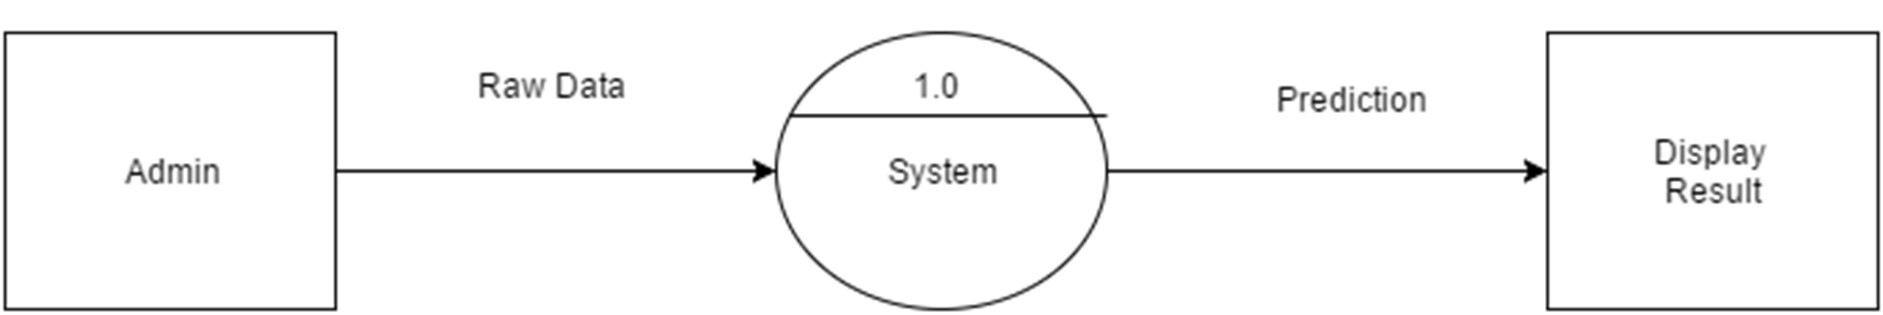 Admin
Raw Data
1.0
System
Prediction
Display
Result